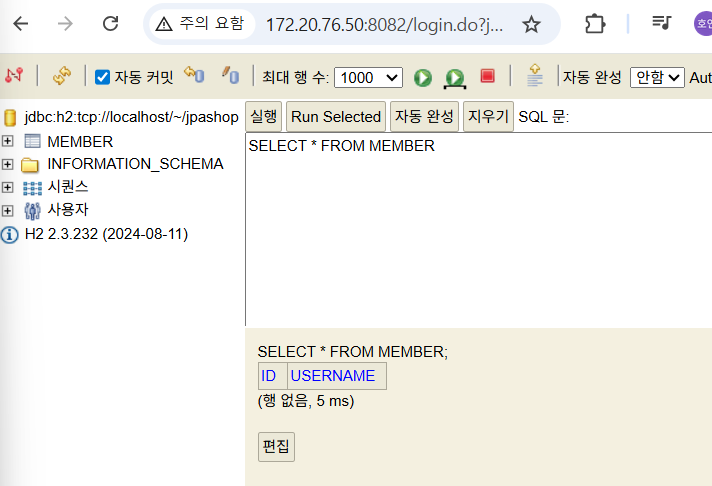 주의 요함 172.20.76.50:8082/login.do?j...
호연
자동 커밋 최대 행 수: 1000 자동 완성 안함 Aut
jdbc:h2:tcp://localhost/~/jpashop
MEMBER
INFORMATION_SCHEMA
시퀀스
사용자
H2 2.3.232 (2024-08-11)
실행 Run Selected 자동 완성 지우기 SQL 문:
SELECT * FROM MEMBER
SELECT * FROM MEMBER;
ID USERNAME
(행 없음, 5 ms)
편집